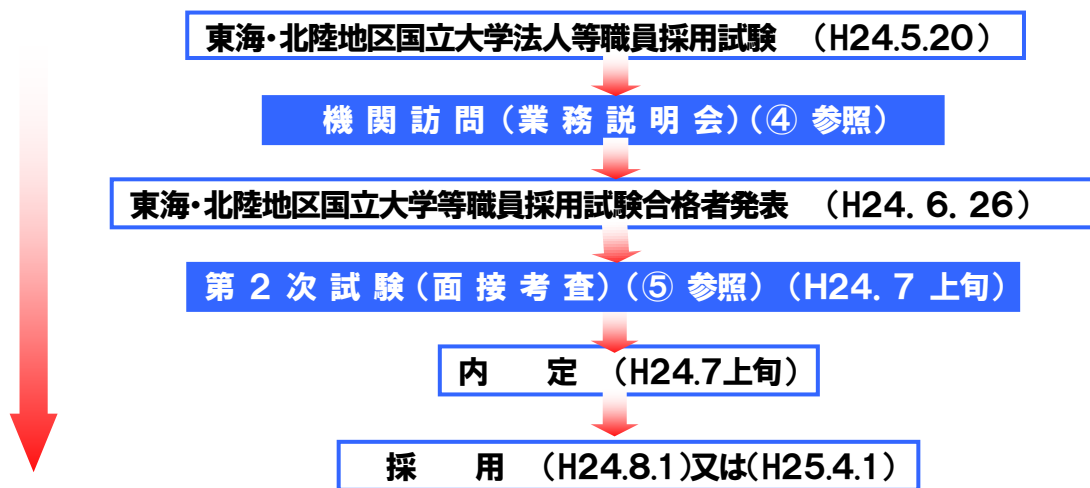 東海・北陸地区国立大学法人等職員採用試験 （H24.5.20）
機 関 訪 問（業 務 説 明 会）（④ 参照）
東海・北陸地区国立大学等職員採用試験合格者発表 （H24. 6. 26）
第 2 次 試 験（面 接 考 査）（⑤ 参照）（H24. 7 上旬）
内 定 （H24.7上旬）
採 用 （H24.8.1）又は（H25.4.1）